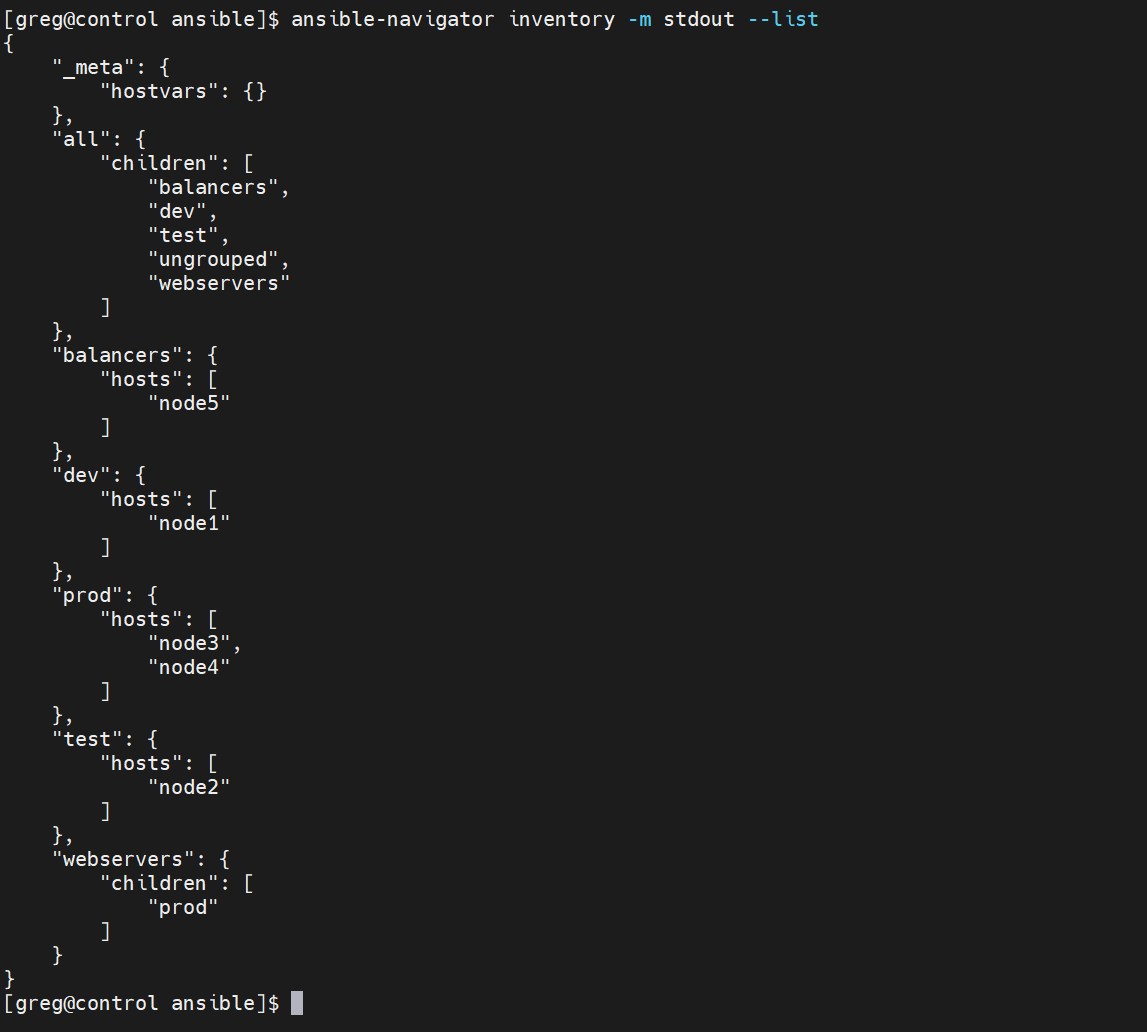 [greg@control ansible]$ ansible-navigator inventory -m stdout --list
{
    "_meta": {
        "hostvars": {}
    },
    "all": {
        "children": [
            "balancers",
            "dev",
            "test",
            "ungrouped",
            "webservers"
        ]
    },
    "balancers": {
        "hosts": [
            "node5"
        ]
    },
    "dev": {
        "hosts": [
            "node1"
        ]
    },
    "prod": {
        "hosts": [
            "node3",
            "node4"
        ]
    },
    "test": {
        "hosts": [
            "node2"
        ]
    },
    "webservers": {
        "children": [
            "prod"
        ]
    }
}
[greg@control ansible]$